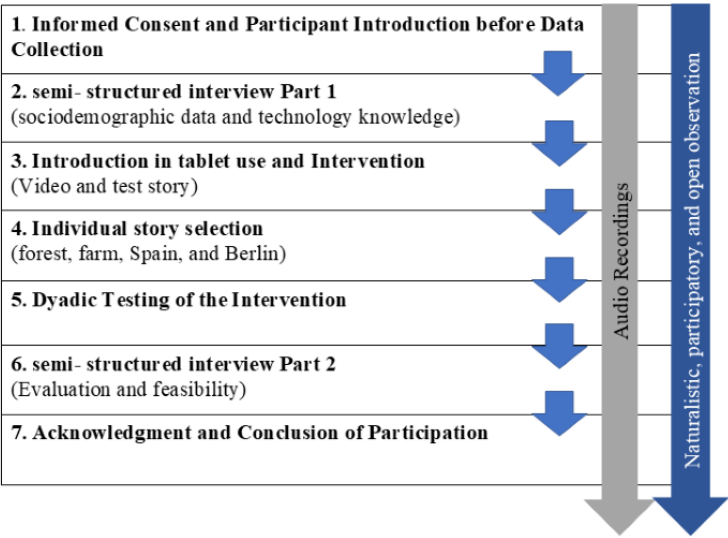 1. Informed Consent and Participant Introduction before Data
Collection
2. semi- structured interview Part 1
(sociodemographic data and technology knowledge)
3. Introduction in tablet use and Intervention
(Video and test story)
4. Individual story selection
(forest, farm, Spain, and Berlin)
5. Dyadic Testing of the Intervention
6. semi- structured interview Part 2
(Evaluation and feasibility)
7. Acknowledgment and Conclusion of Participation
Audio Recordings
Naturalistic, participatory, and open observation